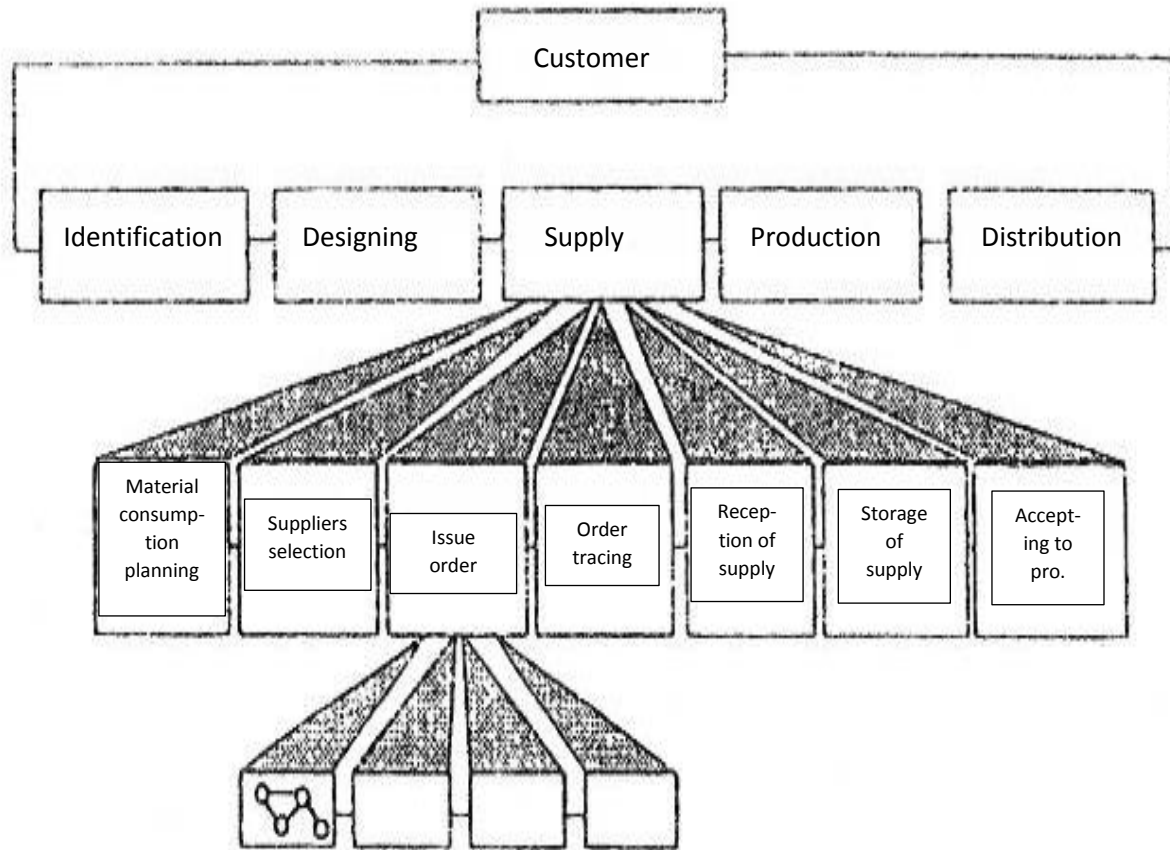 Customer
Identification
Designing
Supply
Production
Distribution
Material
consump-
tion
planning
Suppliers
selection
Issue
order
Order
tracing
Recep-
tion of
supply
Storage
of
supply
Accept-
ing to
pro.